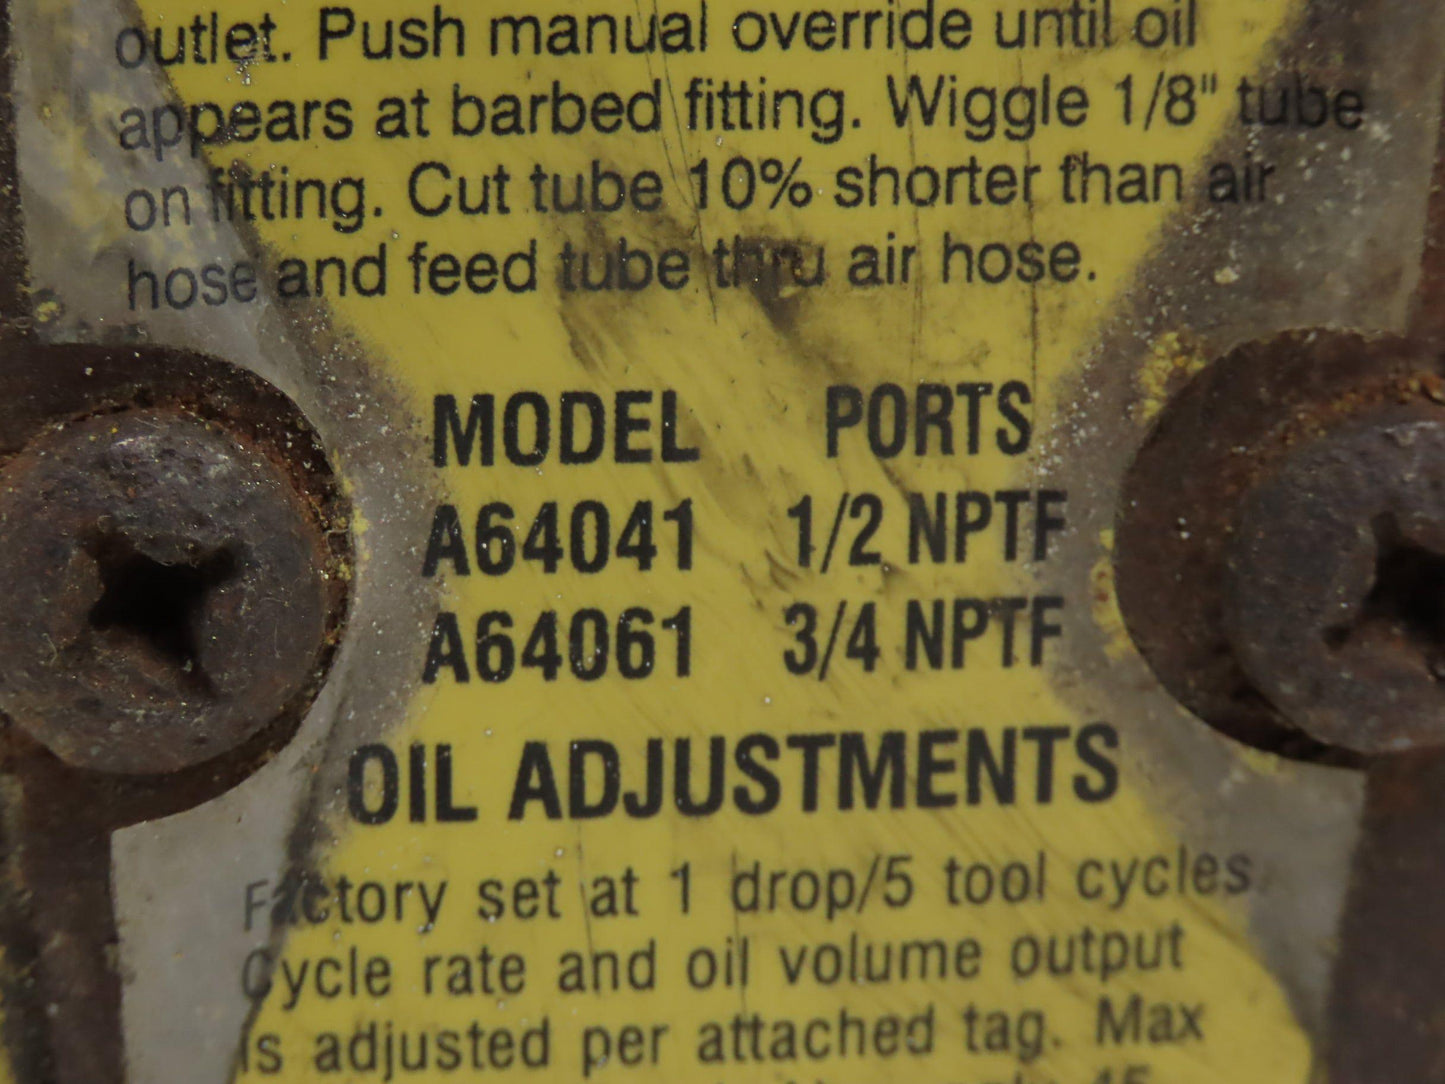 outlet. Push manual override until oil
appears at barbed fitting. Wiggle 1/8" tube
on fitting. Cut tube 10% shorter than air
hose and feed tube thru air hose.
MODEL PORTS
A64041 1/2 NPTF
A64061 3/4 NPTF
OIL ADJUSTMENTS
Factory set at 1 drop/5 tool cycles.
Cycle rate and oil volume output
is adjusted per attached tag. Max